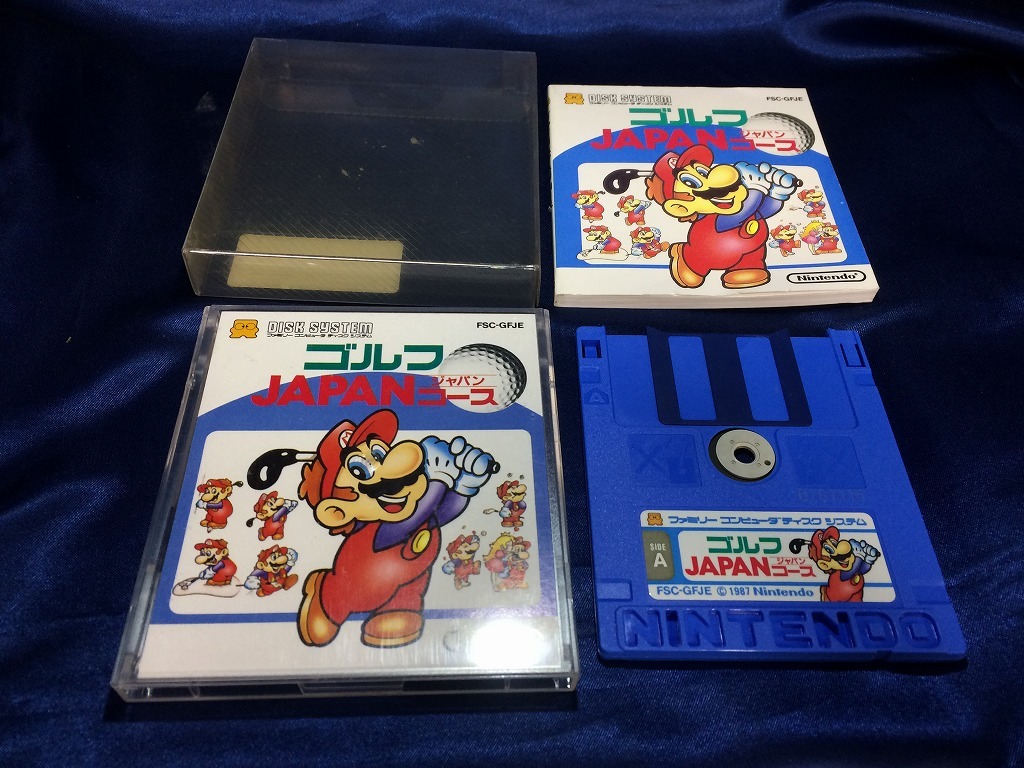 DISK SYSTEM
FSC-GFJE
ゴルフ
JAPANコース
ジャパン
Nintendo
DISK SYSTEM
FSC-GFJE
ファミリー コンピュータ ディスク システム
ゴルフ
ジャパン
JAPANコース
ファミリー コンピュータ ディスク システム
SIDE
A
ゴルフ
ジャパン
JAPANコース
FSC-GFJE © 1987 Nintendo
NINTENDO